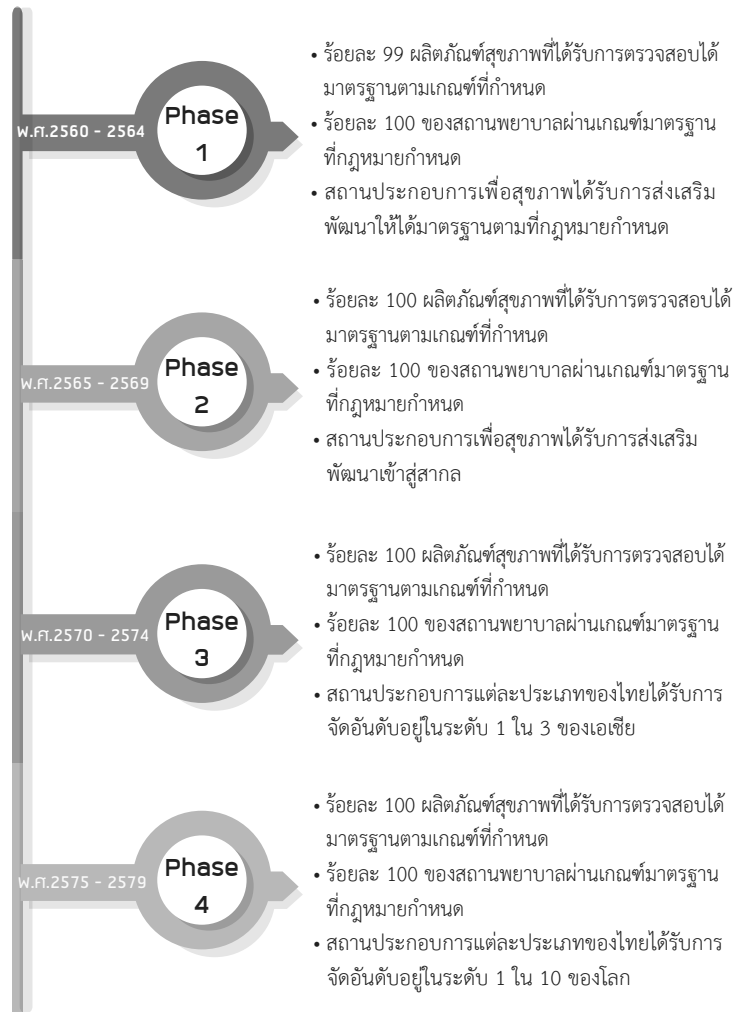 พ.ศ.2560 - 2564
Phase
1
• ร้อยละ 99 ผลิตภัณฑ์สุขภาพที่ได้รับการตรวจสอบได้
มาตรฐานตามเกณฑ์ที่กำหนด
• ร้อยละ 100 ของสถานพยาบาลผ่านเกณฑ์มาตรฐาน
ที่กฎหมายกำหนด
• สถานประกอบการเพื่อสุขภาพได้รับการส่งเสริม
พัฒนาให้ได้มาตรฐานตามที่กฎหมายกำหนด
พ.ศ.2565 - 2569
Phase
2
• ร้อยละ 100 ผลิตภัณฑ์สุขภาพที่ได้รับการตรวจสอบได้
มาตรฐานตามเกณฑ์ที่กำหนด
• ร้อยละ 100 ของสถานพยาบาลผ่านเกณฑ์มาตรฐาน
ที่กฎหมายกำหนด
• สถานประกอบการเพื่อสุขภาพได้รับการส่งเสริม
พัฒนาเข้าสู่สากล
พ.ศ.2570 - 2574
Phase
3
• ร้อยละ 100 ผลิตภัณฑ์สุขภาพที่ได้รับการตรวจสอบได้
มาตรฐานตามเกณฑ์ที่กำหนด
• ร้อยละ 100 ของสถานพยาบาลผ่านเกณฑ์มาตรฐาน
ที่กฎหมายกำหนด
• สถานประกอบการแต่ละประเภทของไทยได้รับการ
จัดอันดับอยู่ในระดับ 1 ใน 3 ของเอเชีย
พ.ศ.2575 - 2579
Phase
4
• ร้อยละ 100 ผลิตภัณฑ์สุขภาพที่ได้รับการตรวจสอบได้
มาตรฐานตามเกณฑ์ที่กำหนด
• ร้อยละ 100 ของสถานพยาบาลผ่านเกณฑ์มาตรฐาน
ที่กฎหมายกำหนด
• สถานประกอบการแต่ละประเภทของไทยได้รับการ
จัดอันดับอยู่ในระดับ 1 ใน 10 ของโลก